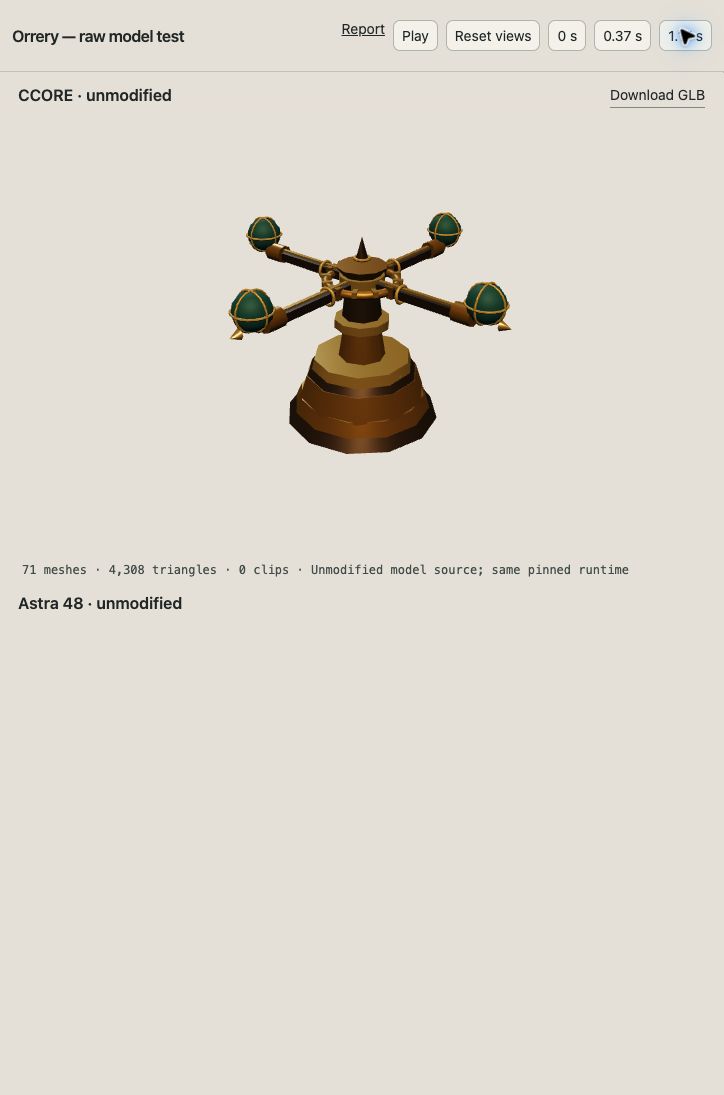 Orrery — raw model test
Report
Play
Reset views
0 s
0.37 s
CCORE · unmodified
Download GLB
71 meshes · 4,308 triangles · 0 clips · Unmodified model source; same pinned runtime
Astra 48 · unmodified